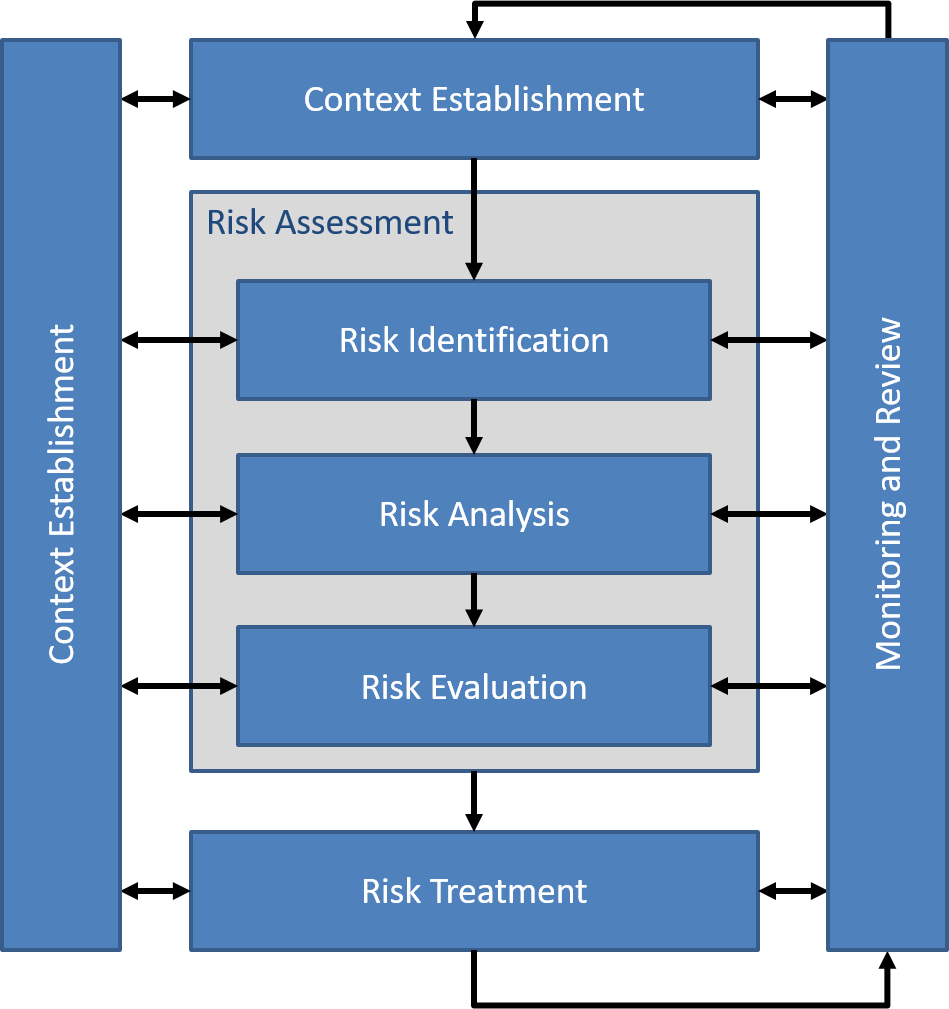 Context Establishment
Risk Assessment
Risk Identification
Risk Analysis
Risk Evaluation
Risk Treatment
Context Establishment
Monitoring and Review